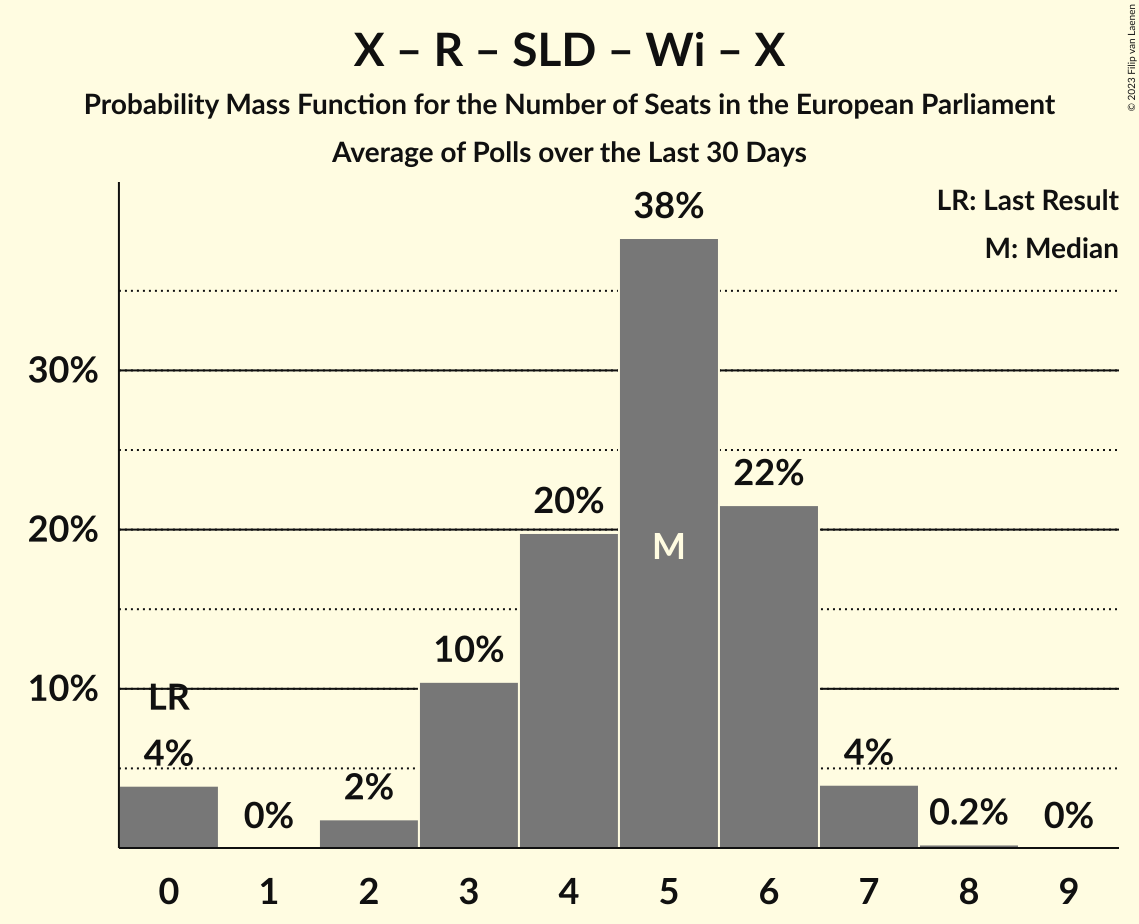 X – R – SLD – Wi – X
Probability Mass Function for the Number of Seats in the European Parliament
Average of Polls over the Last 30 Days
© 2023 Filip van Laenen
LR: Last Result
M: Median
38%
30%
22%
20%
20%
M
10%
10%
LR
4%
4%
2%
0%
0.2%
0%
0 1 2 3 4 5 6 7 8 9